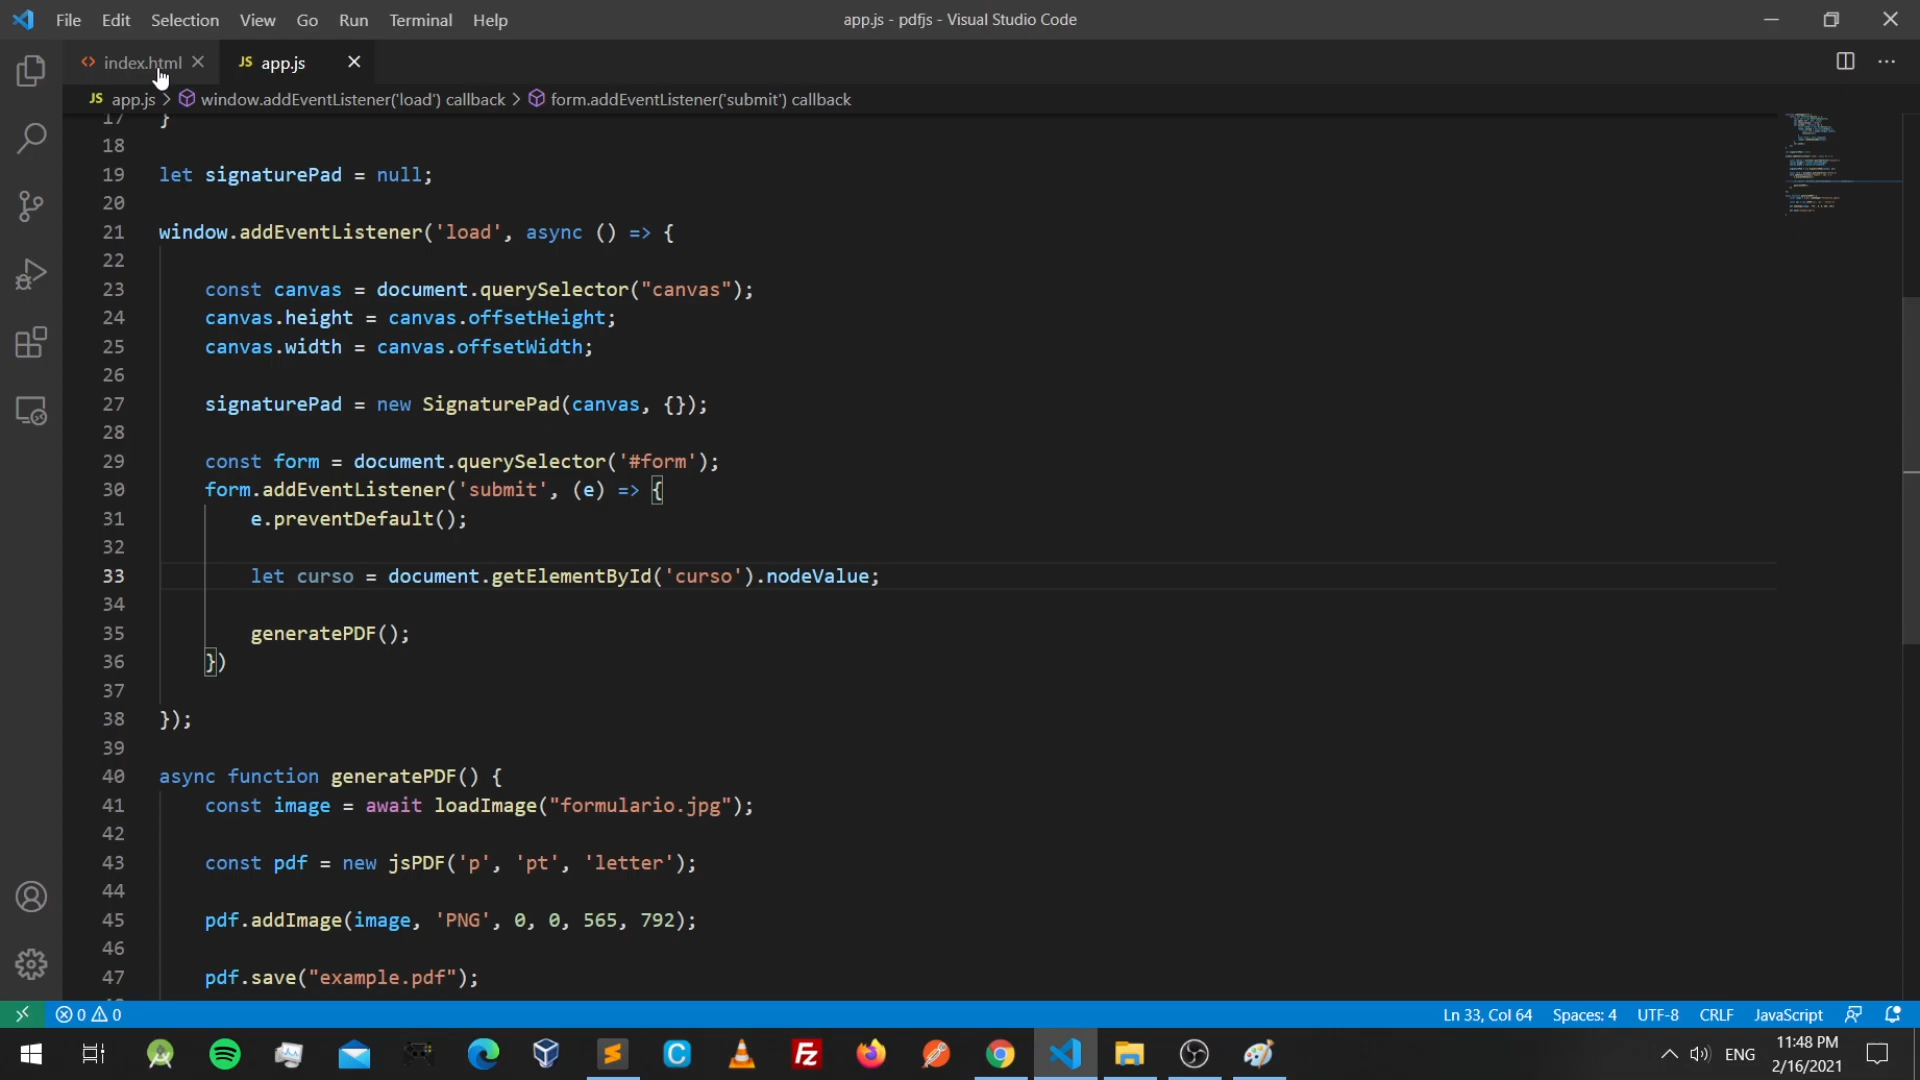 File Edit Selection View Go Run Terminal Help
app.js - pdfjs - Visual Studio Code
<> index.html JS app.js
JS app.js > window.addEventListener('load') callback > form.addEventListener('submit') callback
17 }
18
19 let signaturePad = null;
20
21 window.addEventListener('load', async () => {
22
23 const canvas = document.querySelector("canvas");
24 canvas.height = canvas.offsetHeight;
25 canvas.width = canvas.offsetWidth;
26
27 signaturePad = new SignaturePad(canvas, {});
28
29 const form = document.querySelector('#form');
30 form.addEventListener('submit', (e) => {
31 e.preventDefault();
32
33 let curso = document.getElementById('curso').nodeValue;
34
35 generatePDF();
36 })
37
38 });
39
40 async function generatePDF() {
41 const image = await loadImage("formulario.jpg");
42
43 const pdf = new jsPDF('p', 'pt', 'letter');
44
45 pdf.addImage(image, 'PNG', 0, 0, 565, 792);
46
47 pdf.save("example.pdf");
0 0 Ln 33, Col 64 Spaces: 4 UTF-8 CRLF JavaScript
ENG
11:48 PM
2/16/2021